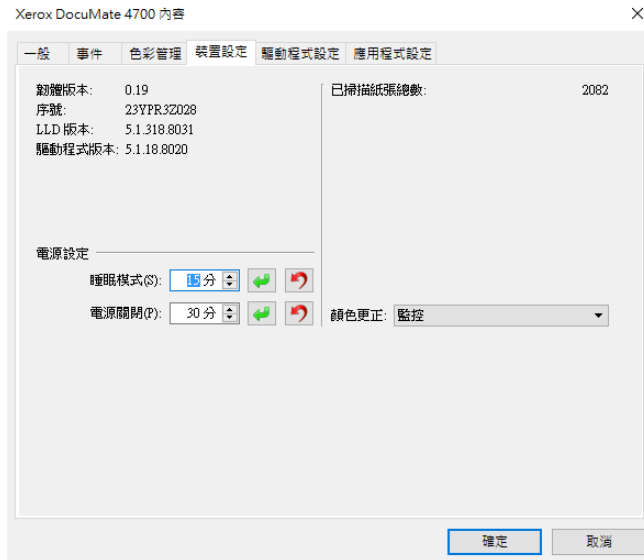 Xerox DocuMate 4700 內容
一般 事件 色彩管理 裝置設定 驅動程式設定 應用程式設定
韌體版本: 0.19
序號: 23YPR3Z028
LLD 版本: 5.1.318.8031
驅動程式版本: 5.1.18.8020
已掃描紙張總數: 2082
電源設定
睡眠模式(S): 15 分
電源關閉(P): 30 分
顏色更正: 監控
確定 取消